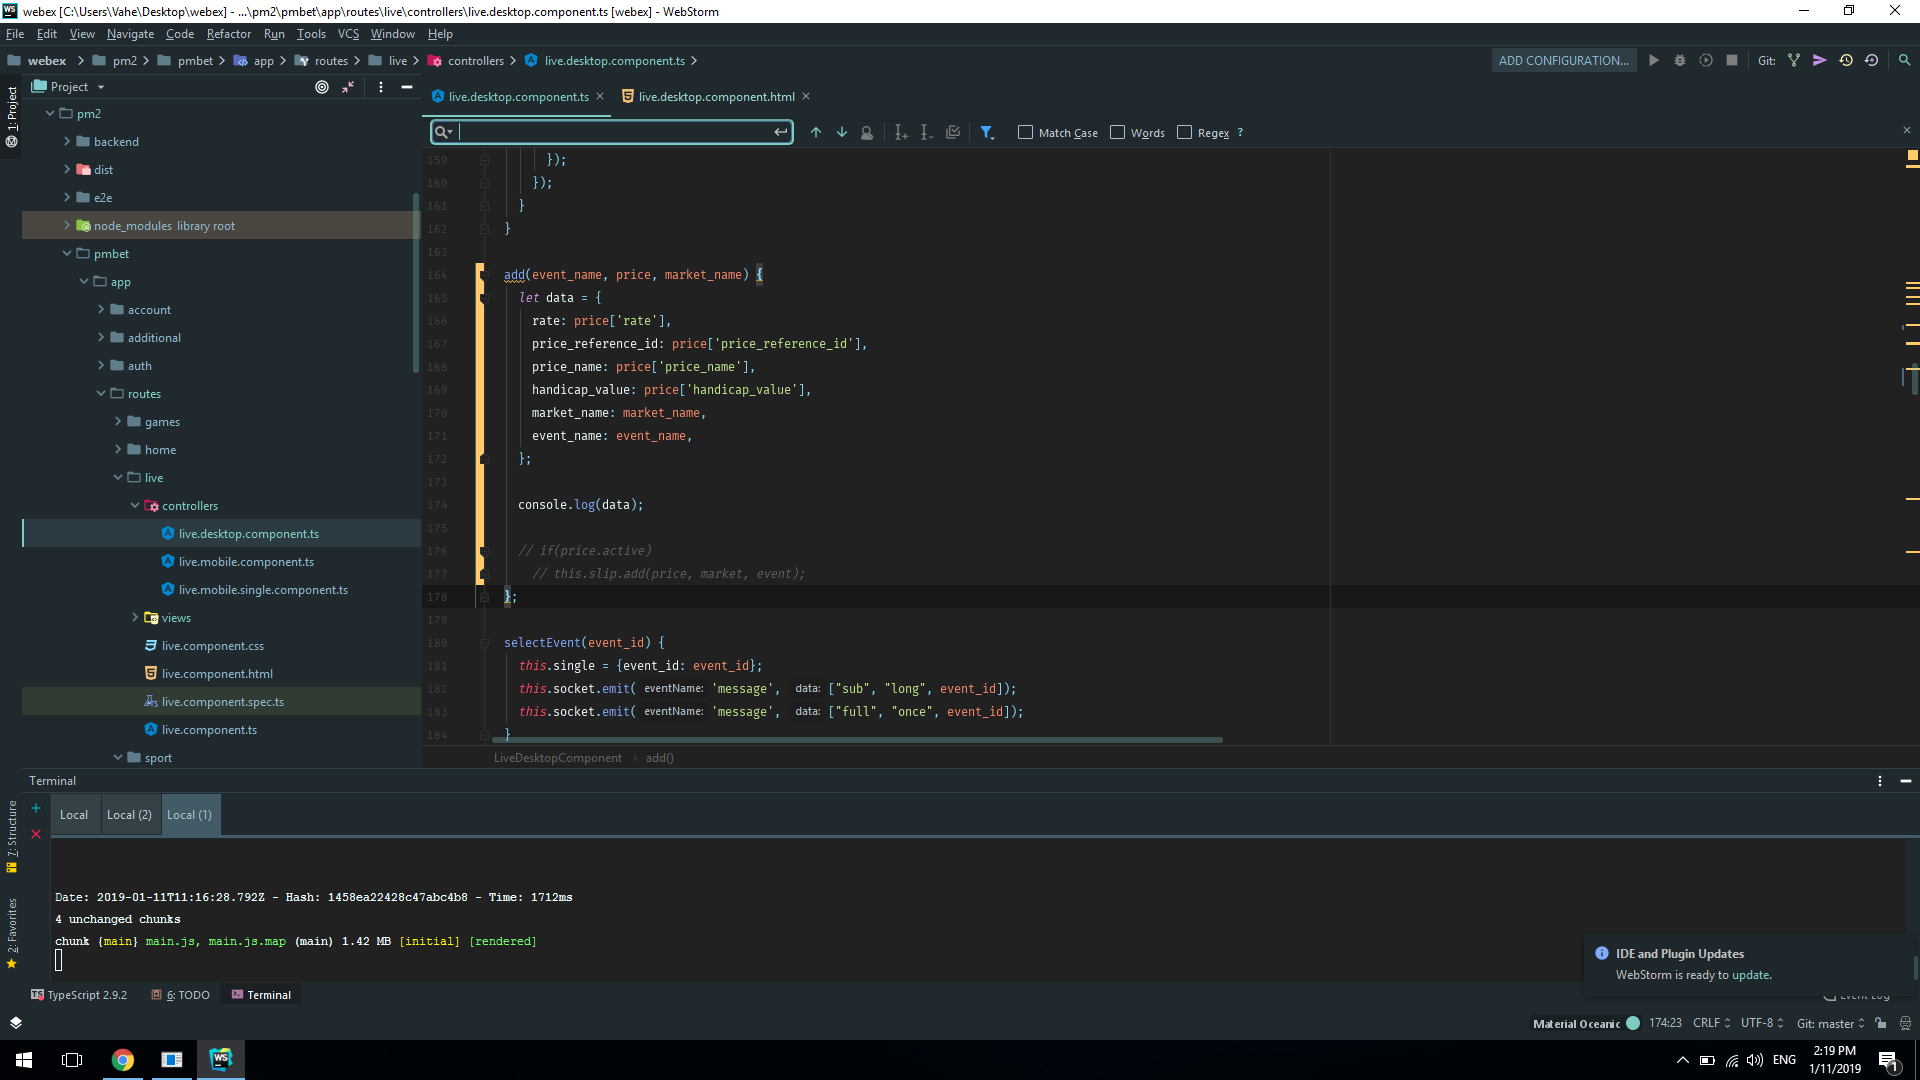 webex [C:\Users\Vahe\Desktop\webex] - ...\pm2\pmbet\app\routes\live\controllers\live.desktop.component.ts [webex] - WebStorm
File Edit View Navigate Code Refactor Run Tools VCS Window Help
webex pm2 pmbet app routes live controllers live.desktop.component.ts ADD CONFIGURATION... Git:
Project
1: Project
live.desktop.component.ts live.desktop.component.html
Match Case Words Regex ?
pm2
backend
dist
e2e
node_modules library root
pmbet
app
account
additional
auth
routes
games
home
live
controllers
live.desktop.component.ts
live.mobile.component.ts
live.mobile.single.component.ts
views
live.component.css
live.component.html
live.component.spec.ts
live.component.ts
sport
159 });
160 });
161 }
162 }
163
164 add(event_name, price, market_name) {
165 let data = {
166 rate: price['rate'],
167 price_reference_id: price['price_reference_id'],
168 price_name: price['price_name'],
169 handicap_value: price['handicap_value'],
170 market_name: market_name,
171 event_name: event_name,
172 };
173
174 console.log(data);
175
176 // if(price.active)
177 // this.slip.add(price, market, event);
178 };
179
180 selectEvent(event_id) {
181 this.single = {event_id: event_id};
182 this.socket.emit( eventName: 'message', data: ["sub", "long", event_id]);
183 this.socket.emit( eventName: 'message', data: ["full", "once", event_id]);
184 }
LiveDesktopComponent add()
Terminal
Local Local (2) Local (1)
7: Structure
2: Favorites
Date: 2019-01-11T11:16:28.792Z - Hash: 1458ea22428c47abc4b8 - Time: 1712ms
4 unchanged chunks
chunk {main} main.js, main.js.map (main) 1.42 MB [initial] [rendered]
IDE and Plugin Updates
WebStorm is ready to update.
TypeScript 2.9.2 6: TODO Terminal Event Log
Material Oceanic 174:23 CRLF UTF-8 Git: master
WS
ENG 2:19 PM
1/11/2019
1